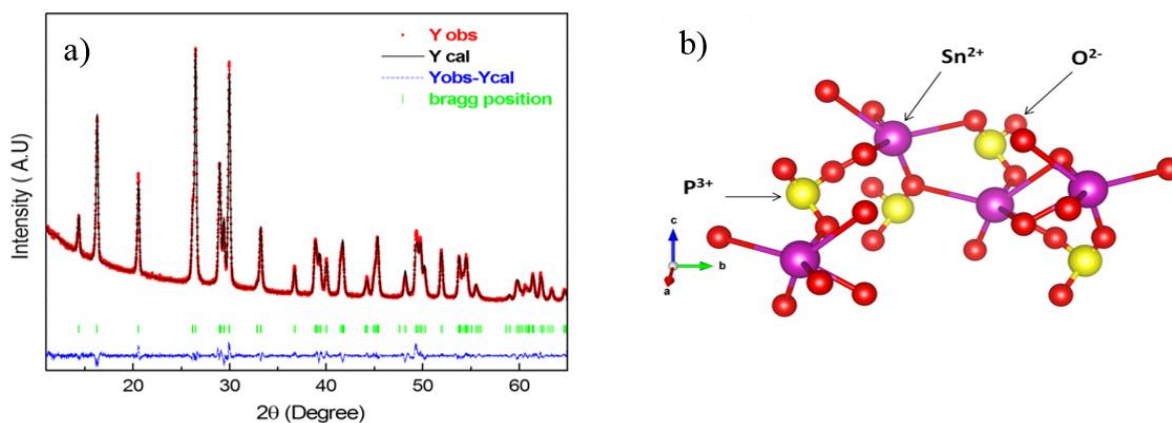 a)
Y obs
Y cal
Yobs-Ycal
bragg position
Intensity ( A.U)
20 30 40 50 60
2θ (Degree)
b)
Sn²⁺
O²⁻
P³⁺
c
b
a